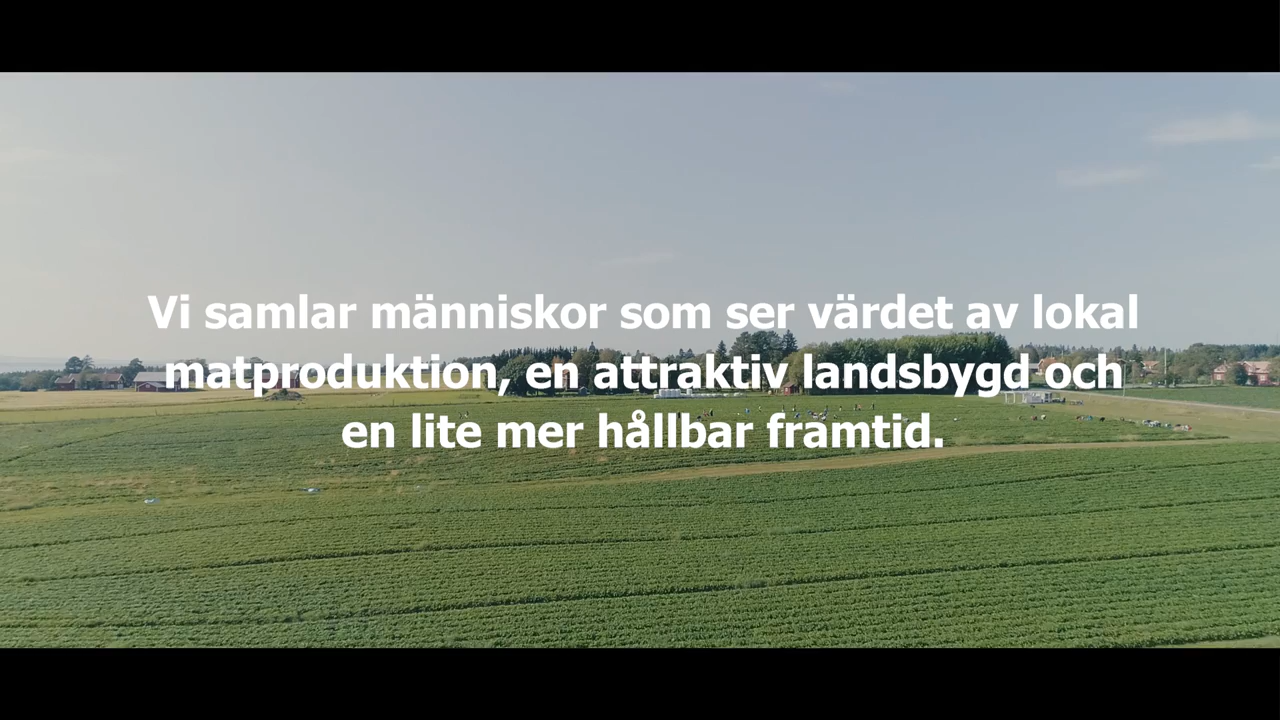 Vi samlar människor som ser värdet av lokal
matproduktion, en attraktiv landsbygd och
en lite mer hållbar framtid.